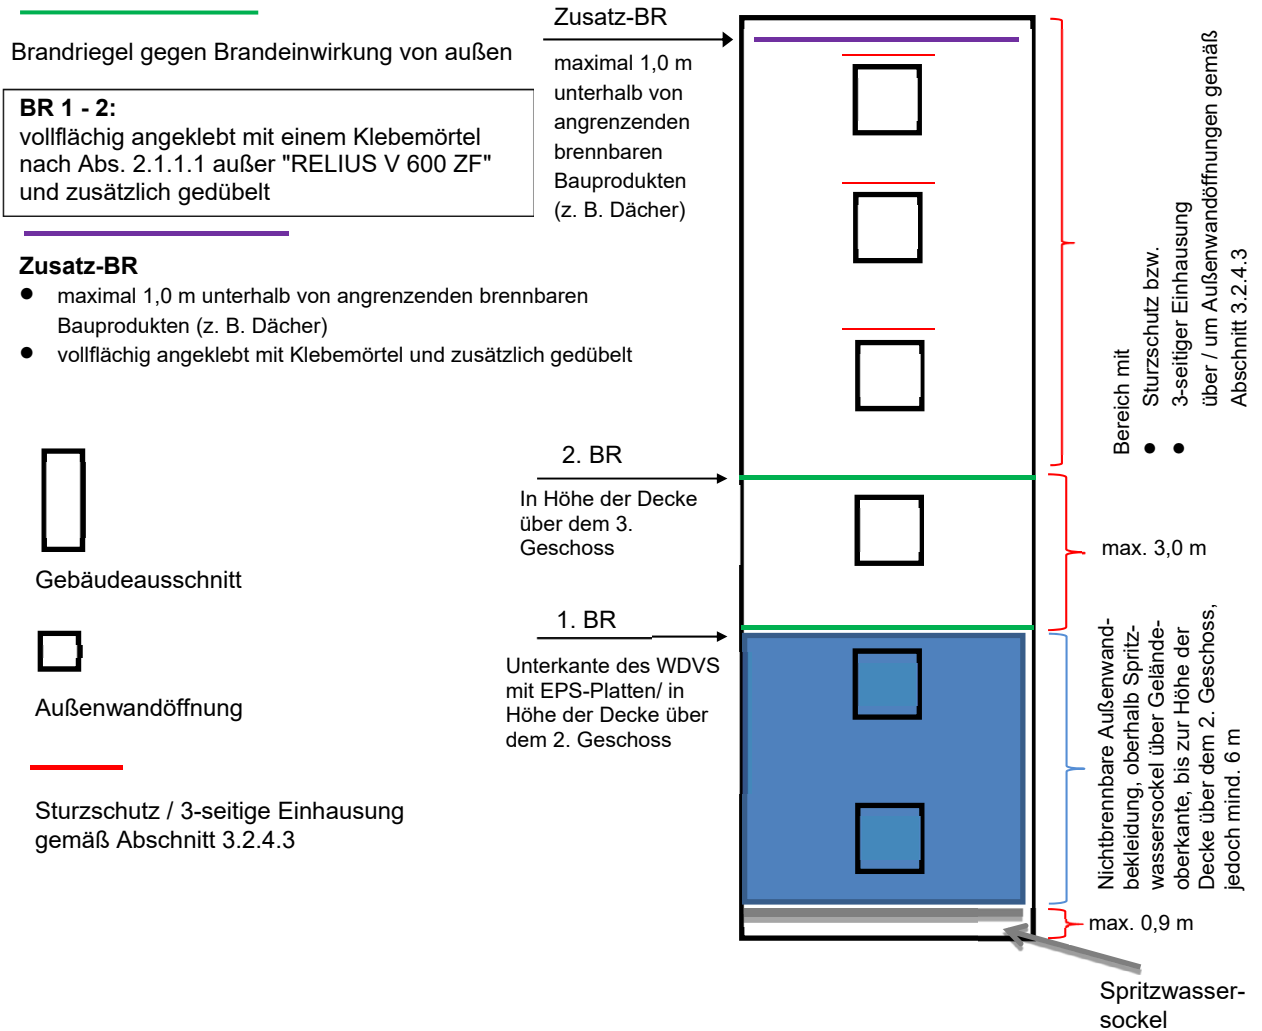 Brandriegel gegen Brandeinwirkung von außen
BR 1 - 2:
vollflächig angeklebt mit einem Klebemörtel
nach Abs. 2.1.1.1 außer "RELIUS V 600 ZF"
und zusätzlich gedübelt
Zusatz-BR
● maximal 1,0 m unterhalb von angrenzenden brennbaren
Bauprodukten (z. B. Dächer)
● vollflächig angeklebt mit Klebemörtel und zusätzlich gedübelt
Gebäudeausschnitt
Außenwandöffnung
Sturzschutz / 3-seitige Einhausung
gemäß Abschnitt 3.2.4.3
Zusatz-BR
maximal 1,0 m
unterhalb von
angrenzenden
brennbaren
Bauprodukten
(z. B. Dächer)
2. BR
In Höhe der Decke
über dem 3.
Geschoss
1. BR
Unterkante des WDVS
mit EPS-Platten/ in
Höhe der Decke über
dem 2. Geschoss
Bereich mit
● Sturzschutz bzw.
● 3-seitiger Einhausung
über / um Außenwandöffnungen gemäß
Abschnitt 3.2.4.3
max. 3,0 m
Nichtbrennbare Außenwand-
bekleidung, oberhalb Spritz-
wassersockel über Gelände-
oberkante, bis zur Höhe der
Decke über dem 2. Geschoss,
jedoch mind. 6 m
max. 0,9 m
Spritzwasser-
sockel